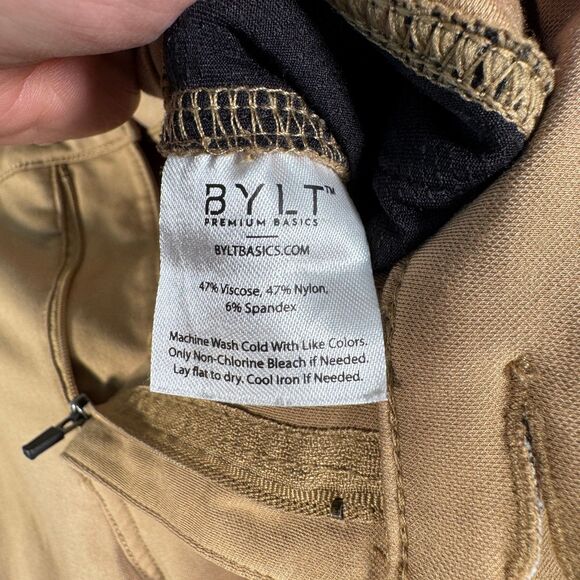 BYLT™
PREMIUM BASICS
BYLTBASICS.COM
47% Viscose, 47% Nylon,
6% Spandex
Machine Wash Cold With Like Colors.
Only Non-Chlorine Bleach if Needed.
Lay flat to dry. Cool Iron if Needed.